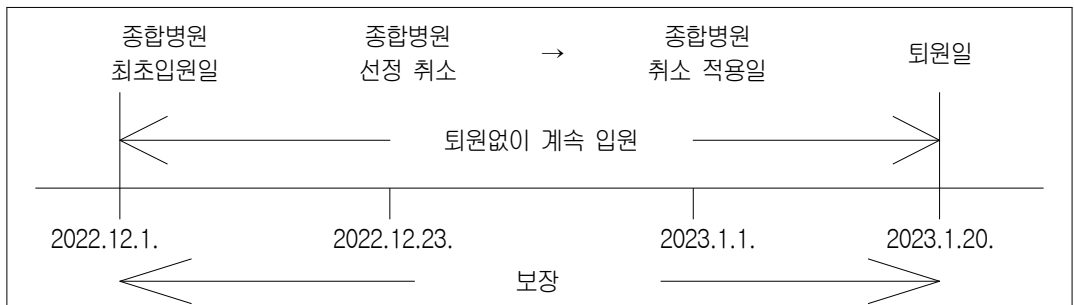 종합병원 종합병원 → 종합병원 퇴원일
최초입원일 선정 취소 취소 적용일
퇴원없이 계속 입원
2022.12.1. 2022.12.23. 2023.1.1. 2023.1.20.
보장